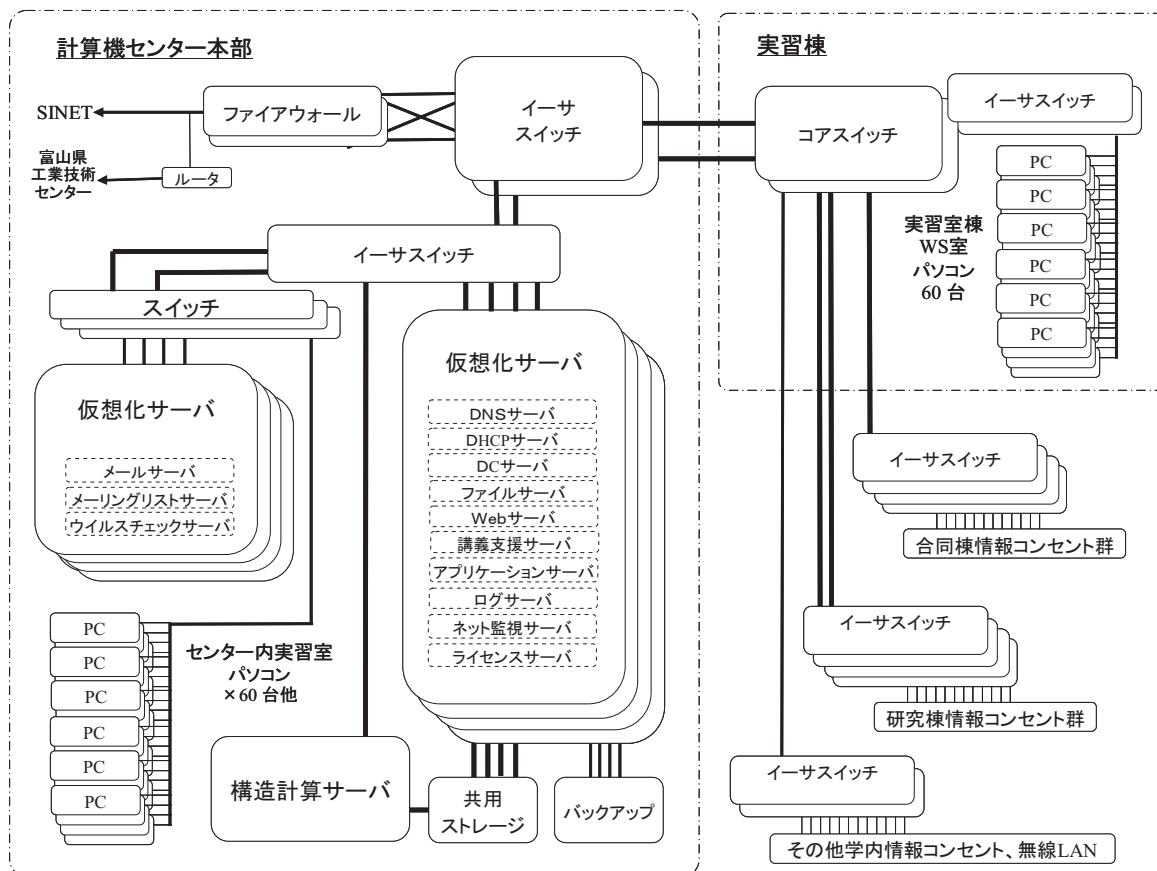 計算機センター本部
SINET
ファイアウォール
イーサ
スイッチ
富山県
工業技術
センター
ルータ
イーサスイッチ
スイッチ
仮想化サーバ
メールサーバ
メーリングリストサーバ
ウイルスチェックサーバ
仮想化サーバ
DNSサーバ
DHCPサーバ
DCサーバ
ファイルサーバ
Webサーバ
講義支援サーバ
アプリケーションサーバ
ログサーバ
ネット監視サーバ
ライセンスサーバ
PC
PC
PC
PC
PC
PC
センター内実習室
パソコン
×60 台他
構造計算サーバ
共用
ストレージ
バックアップ
実習棟
コアスイッチ
イーサスイッチ
PC
PC
PC
PC
PC
PC
実習室棟
WS室
パソコン
60 台
イーサスイッチ
合同棟情報コンセント群
イーサスイッチ
研究棟情報コンセント群
イーサスイッチ
その他学内情報コンセント、無線LAN